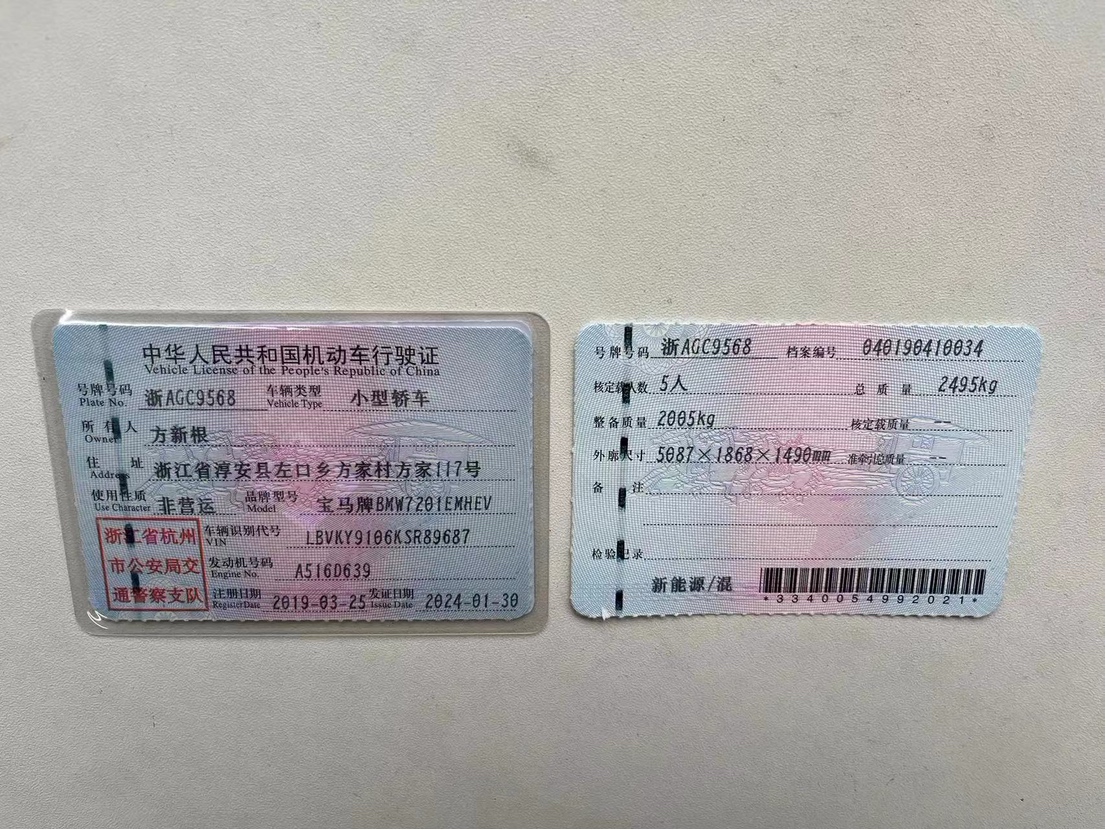 中华人民共和国机动车行驶证
Vehicle License of the People's Republic of China
号牌号码 Plate No. 浙AGC9568 车辆类型 Vehicle Type 小型轿车
所有人 Owner 方新根
住址 Address 浙江省淳安县左口乡方家村方家117号
使用性质 Use Character 非营运 品牌型号 Model 宝马牌BMW7201EMHEV
浙江省杭州
市公安局交
通警察支队
车辆识别代号 VIN LBVKY9106KSR89687
发动机号码 Engine No. A516D639
注册日期 Register Date 2019-03-25 发证日期 Issue Date 2024-01-30
号牌号码 浙AGC9568 档案编号 040190410034
核定载人数 5人 总质量 2495kg
整备质量 2005kg 核定载质量 --
外廓尺寸 5087×1868×1490mm 准牵引总质量 --
备注
检验记录
新能源/混
*3340054992021*